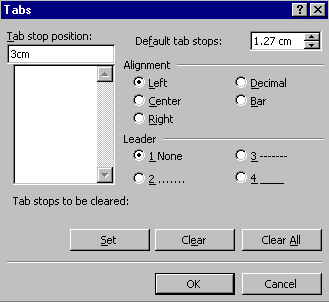 Tabs
Tab stop position:
Default tab stops:
1.27 cm
3cm
Alignment
Left
Decimal
Center
Bar
Right
Leader
1 None
3 -------
2 .......
4 ____
Tab stops to be cleared:
Set
Clear
Clear All
OK
Cancel